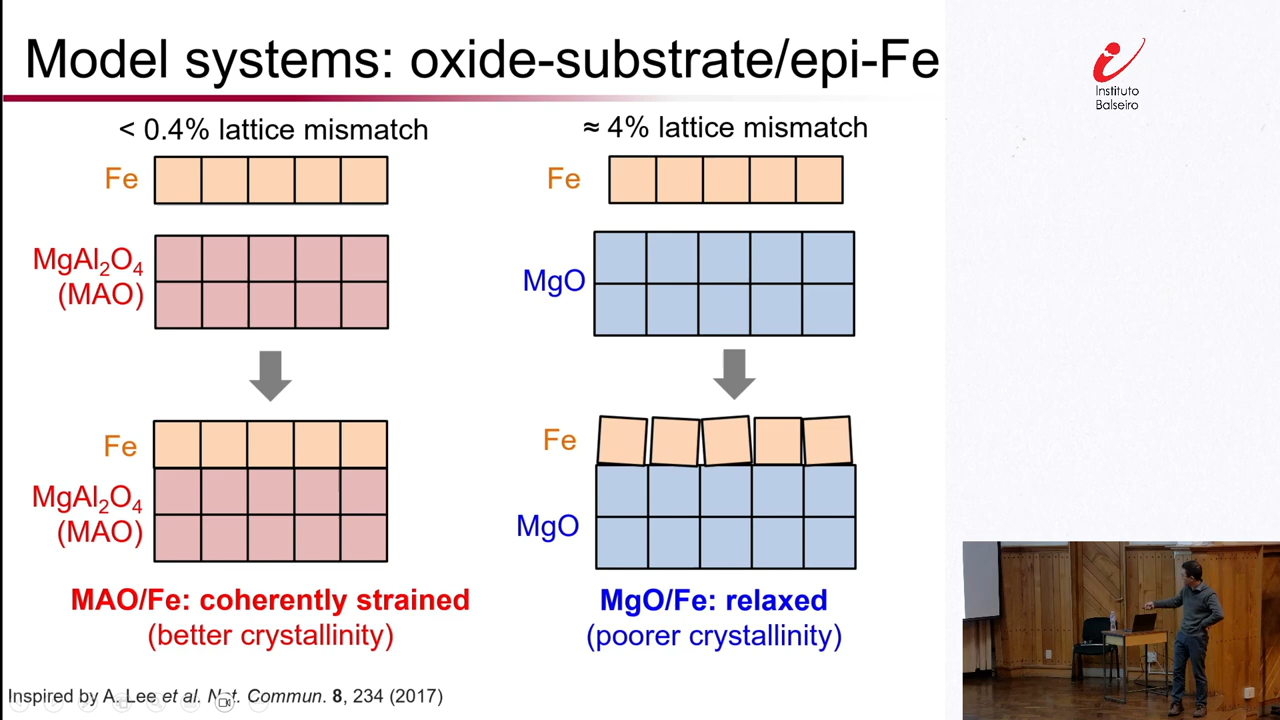 Model systems: oxide-substrate/epi-Fe
Instituto
Balseiro
< 0.4% lattice mismatch
Fe
MgAl₂O₄
(MAO)
Fe
MgAl₂O₄
(MAO)
MAO/Fe: coherently strained
(better crystallinity)
≈ 4% lattice mismatch
Fe
MgO
Fe
MgO
MgO/Fe: relaxed
(poorer crystallinity)
Inspired by A. Lee et al. Nat. Commun. 8, 234 (2017)